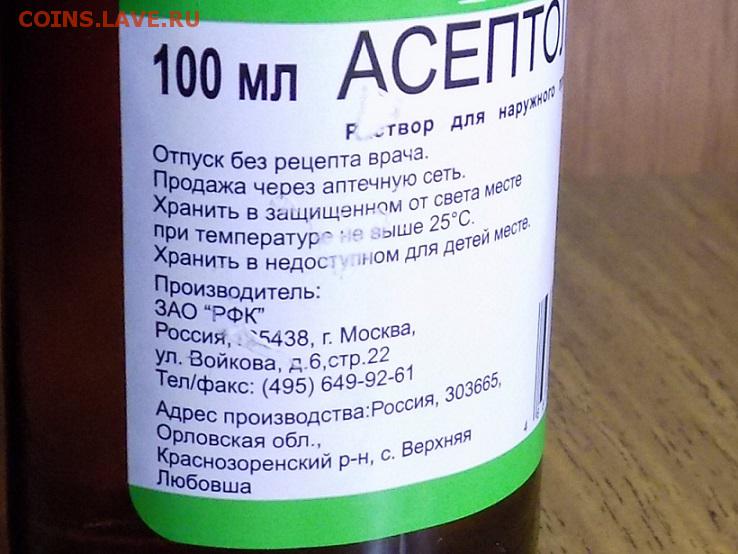 COINS.LAVE.RU
100 мл АСЕПТОЛ
Раствор для наружного
Отпуск без рецепта врача.
Продажа через аптечную сеть.
Хранить в защищенном от света месте
при температуре не выше 25°С.
Хранить в недоступном для детей месте.
Производитель:
ЗАО "РФК"
Россия, г. Москва,
ул. Войкова, д.6,стр.22
Тел/факс: (495) 649-92-61
Адрес производства:Россия, 303665,
Орловская обл.,
Краснозоренский р-н, с. Верхняя
Любовша